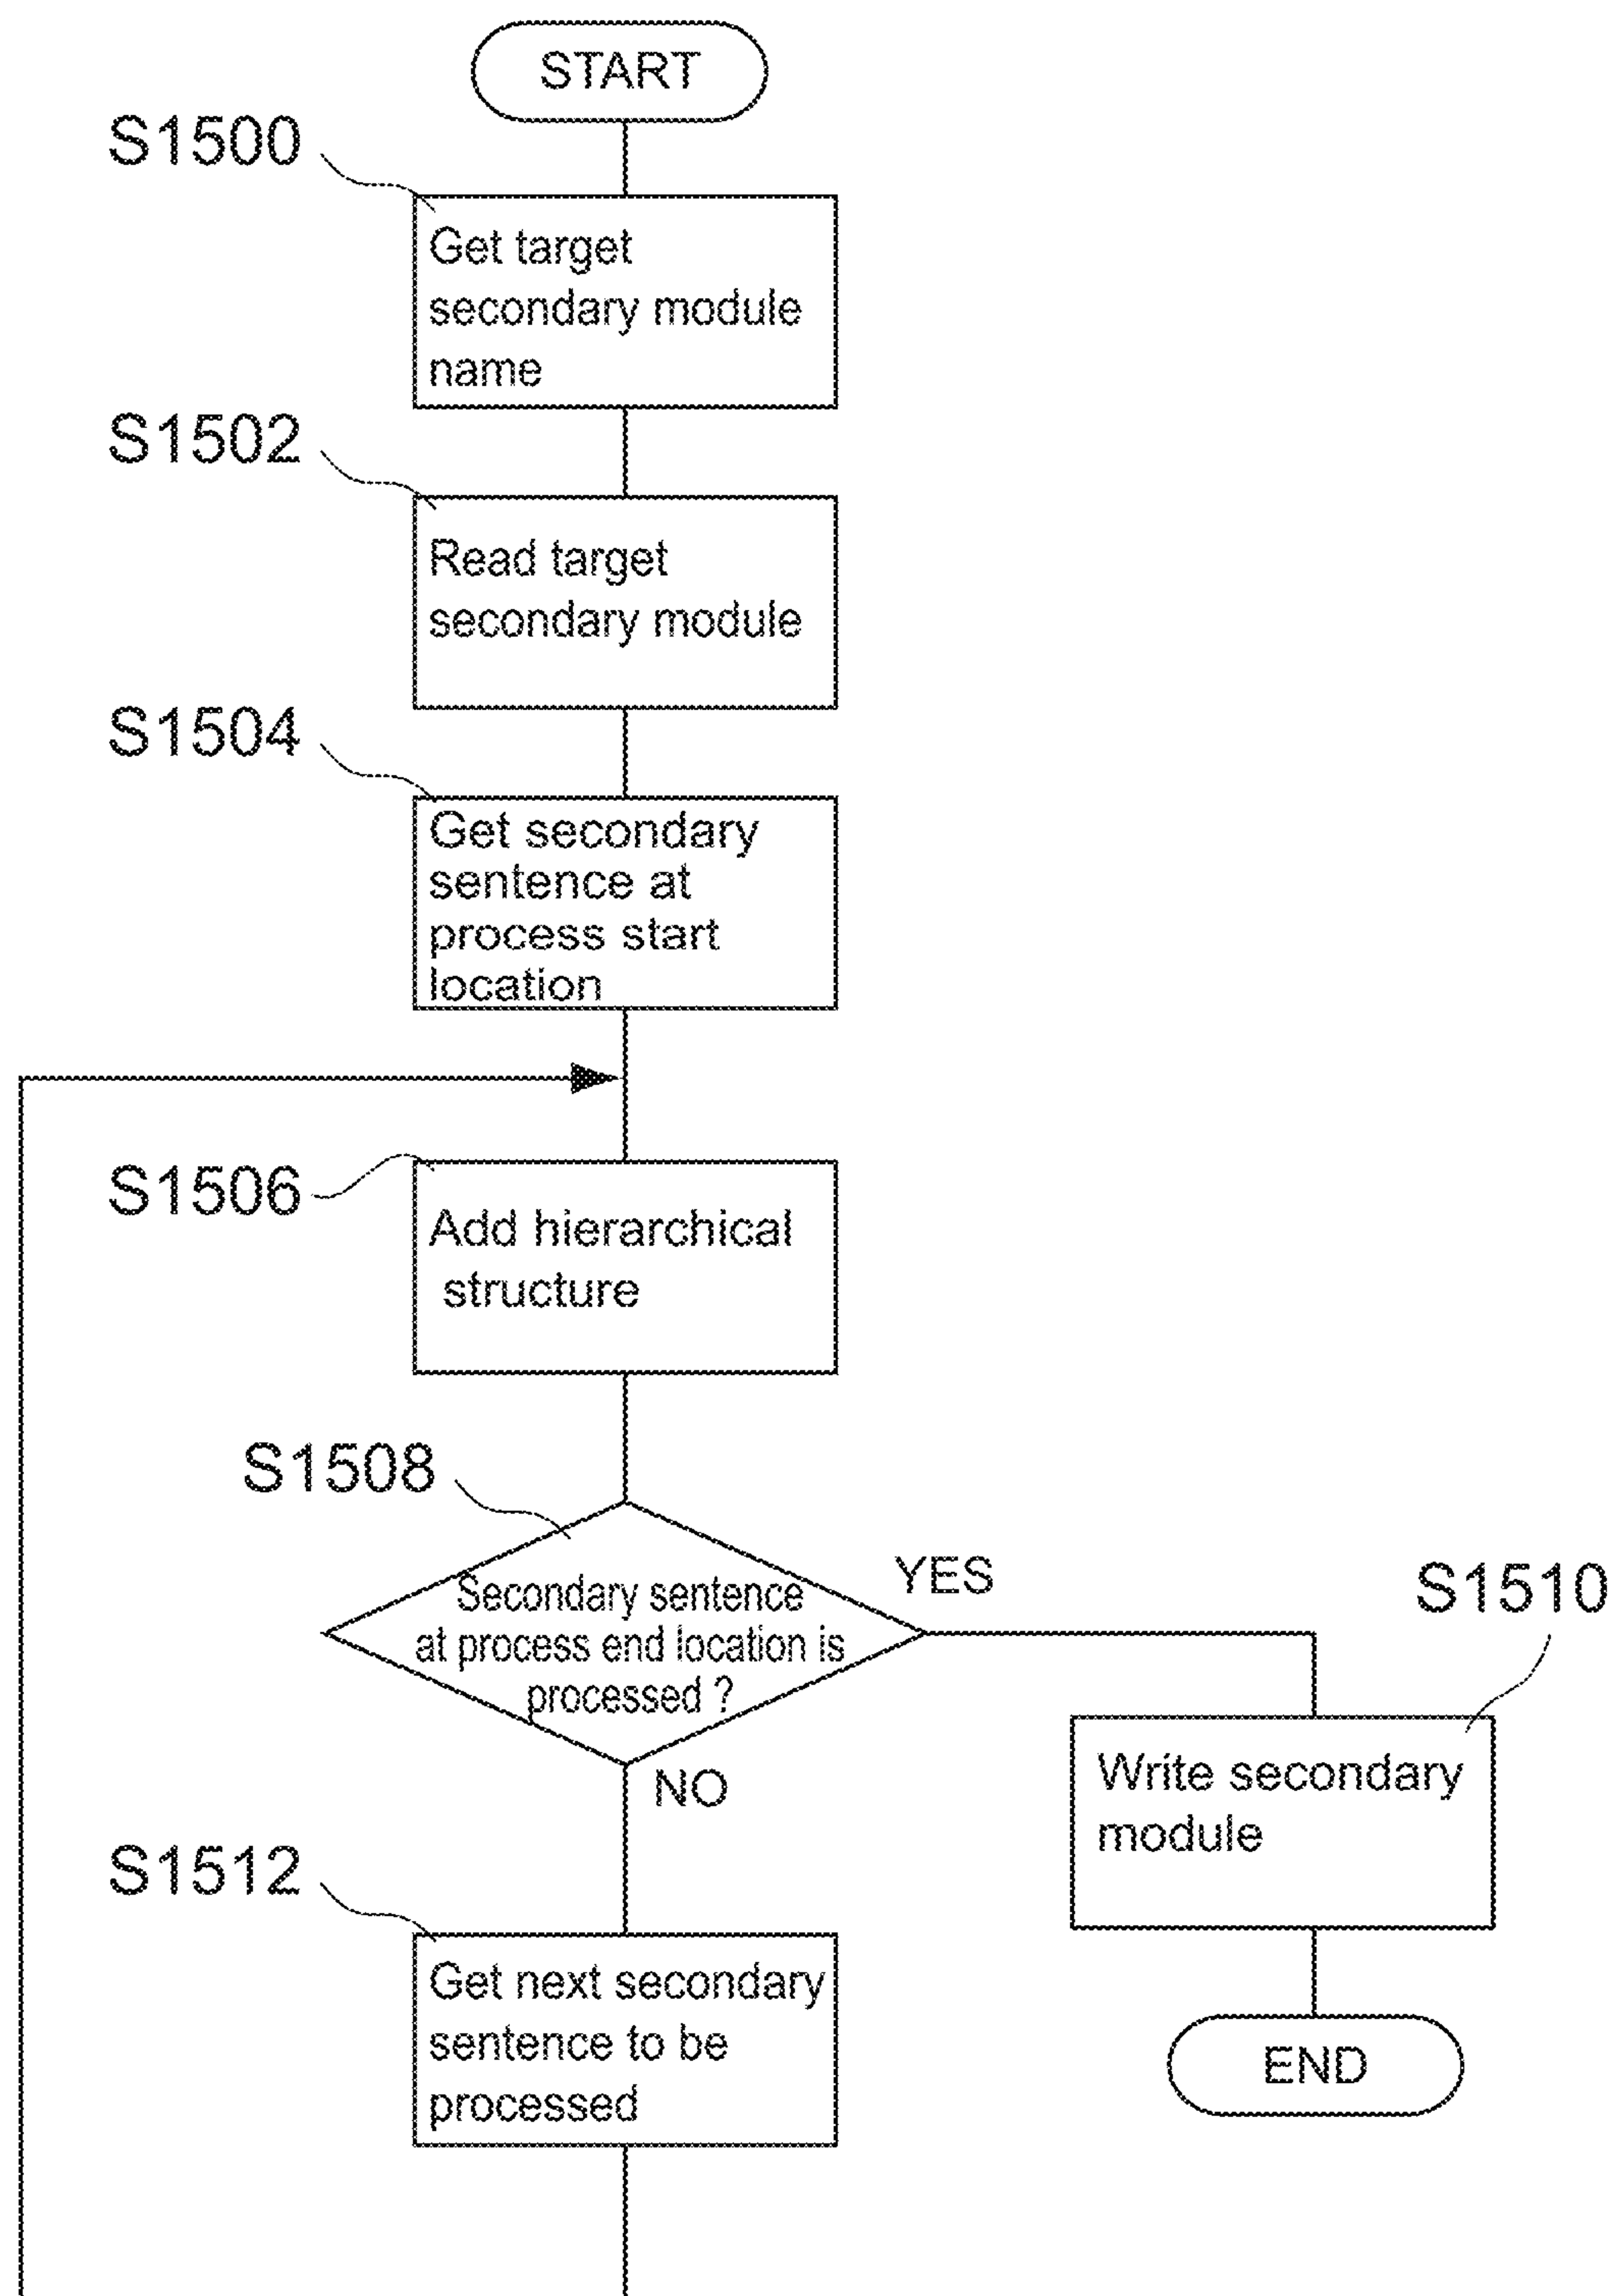 START
S1500
Get target
secondary module
name
S1502
Read target
secondary module
S1504
Get secondary
sentence at
process start
location
S1506
Add hierarchical
structure
S1508
Secondary sentence
at process end location is
processed ?
YES
S1510
Write secondary
module
NO
S1512
Get next secondary
sentence to be
processed
END